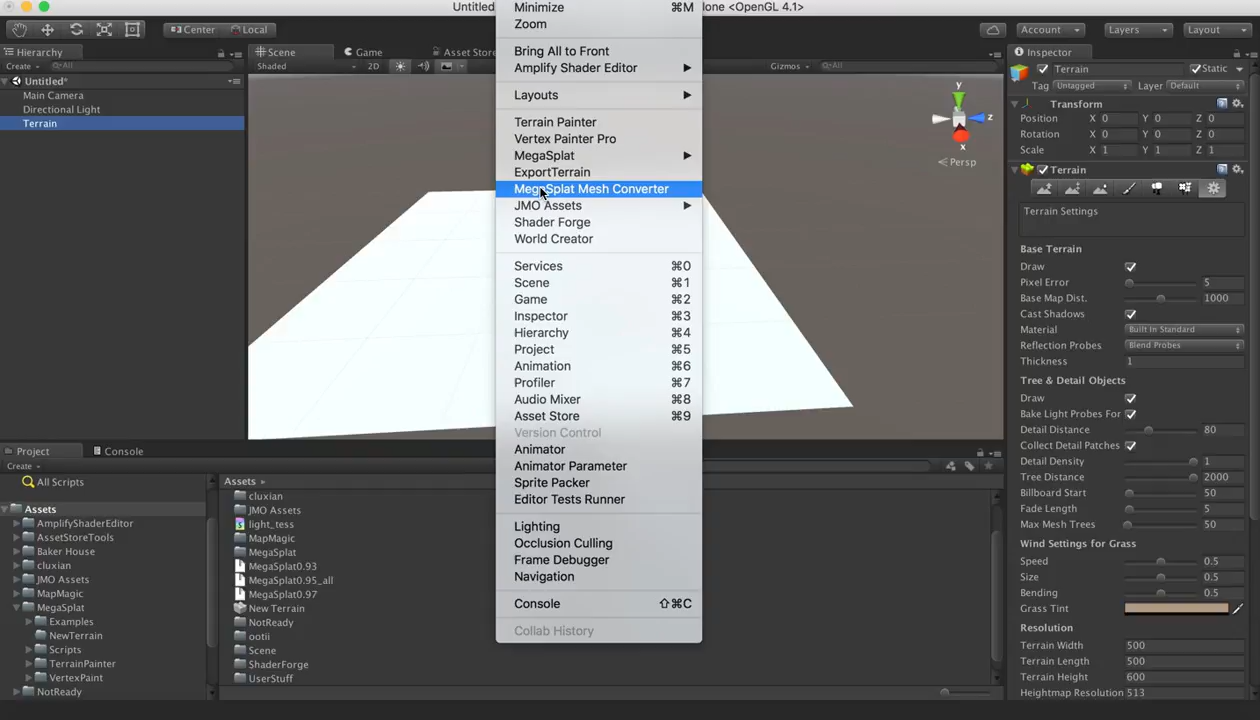 Untitled
lone <OpenGL 4.1>
Center
Local
Account
Layers
Layout
Hierarchy
Create
All
Untitled*
Main Camera
Directional Light
Terrain
Scene
Game
Asset Store
Shaded
2D
Gizmos
All
y
z
x
Persp
Minimize ⌘M
Zoom
Bring All to Front
Amplify Shader Editor
Layouts
Terrain Painter
Vertex Painter Pro
MegaSplat
ExportTerrain
MegaSplat Mesh Converter
JMO Assets
Shader Forge
World Creator
Services ⌘0
Scene ⌘1
Game ⌘2
Inspector ⌘3
Hierarchy ⌘4
Project ⌘5
Animation ⌘6
Profiler ⌘7
Audio Mixer ⌘8
Asset Store ⌘9
Version Control
Animator
Animator Parameter
Sprite Packer
Editor Tests Runner
Lighting
Occlusion Culling
Frame Debugger
Navigation
Console ⇧⌘C
Collab History
Inspector
Terrain Static
Tag Untagged Layer Default
Transform
Position X 0 Y 0 Z 0
Rotation X 0 Y 0 Z 0
Scale X 1 Y 1 Z 1
Terrain
Terrain Settings
Base Terrain
Draw
Pixel Error 5
Base Map Dist. 1000
Cast Shadows
Material Built In Standard
Reflection Probes Blend Probes
Thickness 1
Tree & Detail Objects
Draw
Bake Light Probes For
Detail Distance 80
Collect Detail Patches
Detail Density 1
Tree Distance 2000
Billboard Start 50
Fade Length 5
Max Mesh Trees 50
Wind Settings for Grass
Speed 0.5
Size 0.5
Bending 0.5
Grass Tint
Resolution
Terrain Width 500
Terrain Length 500
Terrain Height 600
Heightmap Resolution 513
Project
Console
Create
All Scripts
Assets
AmplifyShaderEditor
AssetStoreTools
Baker House
cluxian
JMO Assets
MapMagic
MegaSplat
Examples
NewTerrain
Scripts
TerrainPainter
VertexPaint
NotReady
Assets
cluxian
JMO Assets
light_tess
MapMagic
MegaSplat
MegaSplat0.93
MegaSplat0.95_all
MegaSplat0.97
New Terrain
NotReady
ootii
Scene
ShaderForge
UserStuff